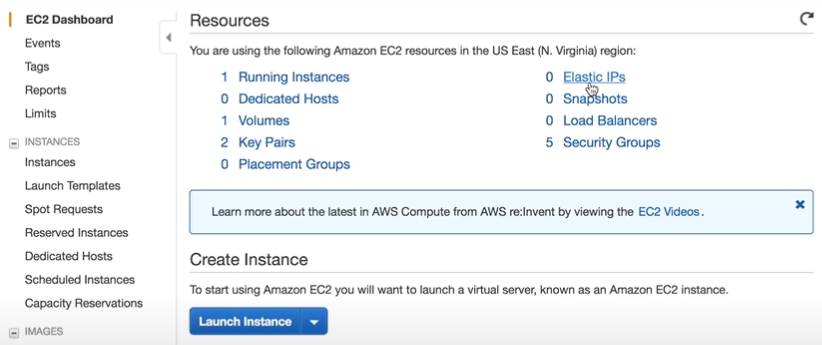 EC2 Dashboard
Events
Tags
Reports
Limits
INSTANCES
Instances
Launch Templates
Spot Requests
Reserved Instances
Dedicated Hosts
Scheduled Instances
Capacity Reservations
IMAGES
Resources
You are using the following Amazon EC2 resources in the US East (N. Virginia) region:
1 Running Instances
0 Dedicated Hosts
1 Volumes
2 Key Pairs
0 Placement Groups
0 Elastic IPs
0 Snapshots
0 Load Balancers
5 Security Groups
Learn more about the latest in AWS Compute from AWS re:Invent by viewing the EC2 Videos.
Create Instance
To start using Amazon EC2 you will want to launch a virtual server, known as an Amazon EC2 instance.
Launch Instance